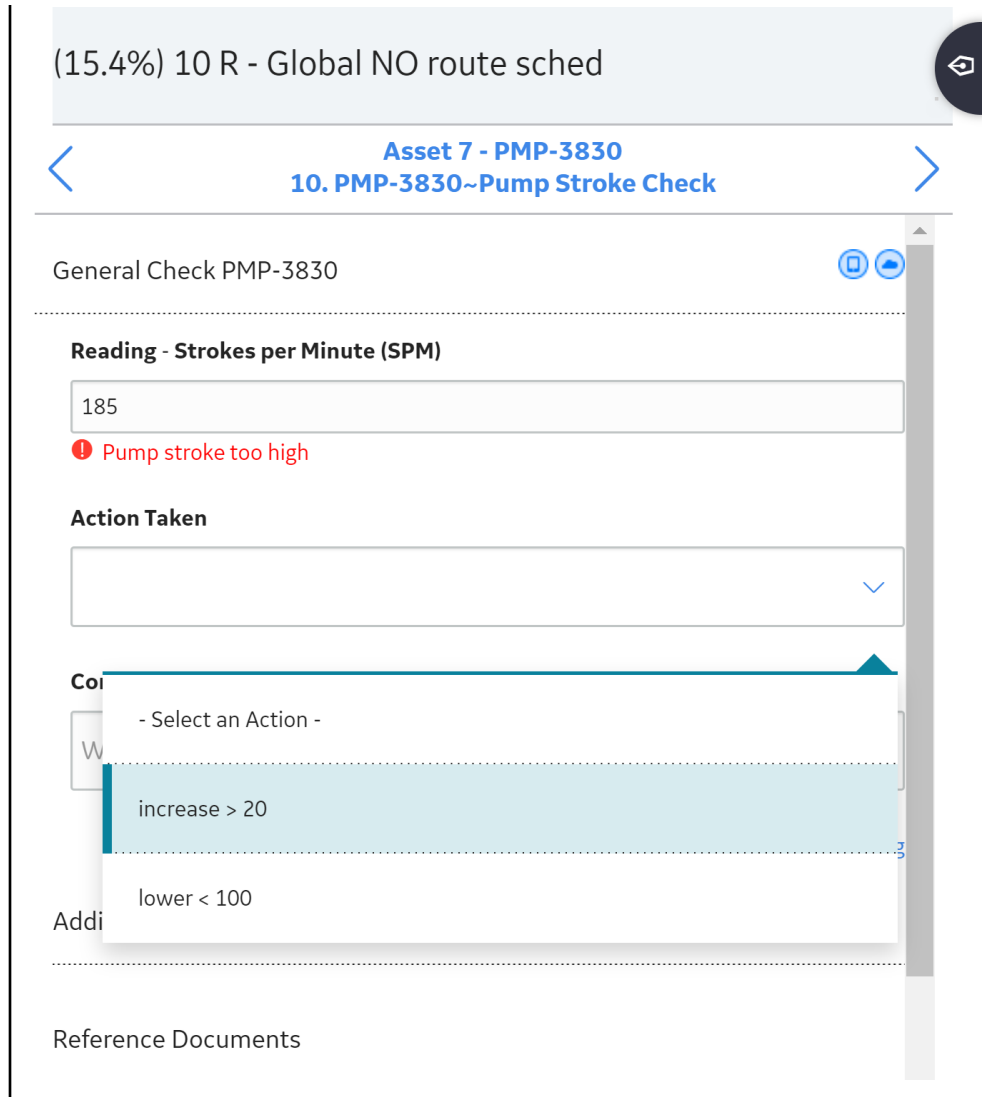 (15.4%) 10 R - Global NO route sched
Asset 7 - PMP-3830
10. PMP-3830~Pump Stroke Check
General Check PMP-3830
Reading - Strokes per Minute (SPM)
185
Pump stroke too high
Action Taken
- Select an Action -
increase > 20
lower < 100
Reference Documents